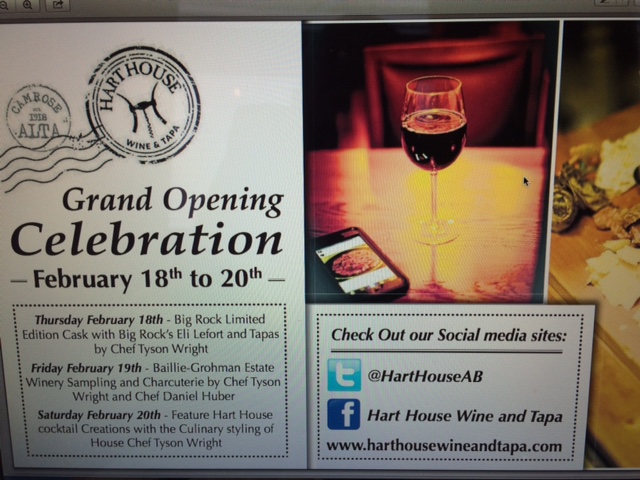 CAMROSE
EST.
1918
ALTA
HART HOUSE
WINE & TAPA
Grand Opening
Celebration
– February 18th to 20th –
Thursday February 18th - Big Rock Limited
Edition Cask with Big Rock's Eli Lefort and Tapas
by Chef Tyson Wright
Friday February 19th - Baillie-Grohman Estate
Winery Sampling and Charcuterie by Chef Tyson
Wright and Chef Daniel Huber
Saturday February 20th - Feature Hart House
cocktail Creations with the Culinary styling of
House Chef Tyson Wright
Check Out our Social media sites:
@HartHouseAB
Hart House Wine and Tapa
www.harthousewineandtapa.com